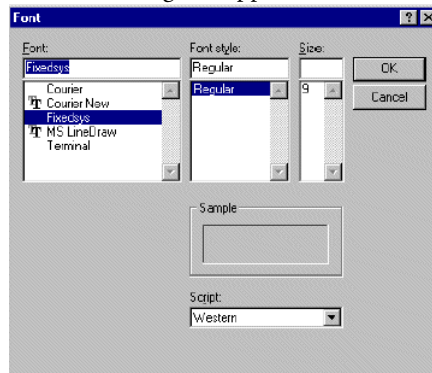 Font
Font: Font style: Size:
Fixedsys Regular
Courier Regular 9
Courier New
Fixedsys
MS LineDraw
Terminal
OK
Cancel
Sample
Script:
Western